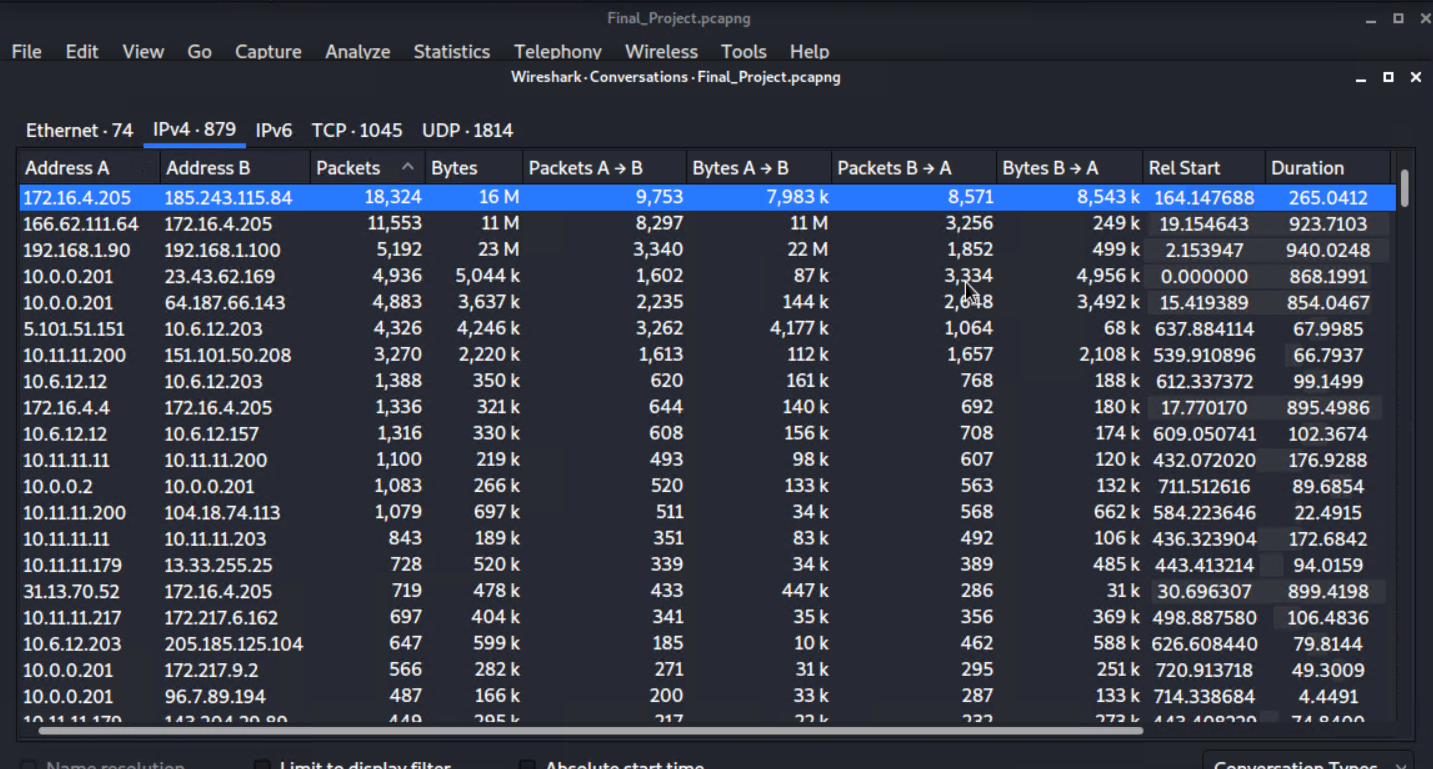 Final_Project.pcapng
File Edit View Go Capture Analyze Statistics Telephony Wireless Tools Help
Wireshark · Conversations · Final_Project.pcapng
Ethernet · 74 IPv4 · 879 IPv6 TCP · 1045 UDP · 1814
Address A Address B Packets Bytes Packets A → B Bytes A → B Packets B → A Bytes B → A Rel Start Duration
172.16.4.205 185.243.115.84 18,324 16 M 9,753 7,983 k 8,571 8,543 k 164.147688 265.0412
166.62.111.64 172.16.4.205 11,553 11 M 8,297 11 M 3,256 249 k 19.154643 923.7103
192.168.1.90 192.168.1.100 5,192 23 M 3,340 22 M 1,852 499 k 2.153947 940.0248
10.0.0.201 23.43.62.169 4,936 5,044 k 1,602 87 k 3,334 4,956 k 0.000000 868.1991
10.0.0.201 64.187.66.143 4,883 3,637 k 2,235 144 k 2,648 3,492 k 15.419389 854.0467
5.101.51.151 10.6.12.203 4,326 4,246 k 3,262 4,177 k 1,064 68 k 637.884114 67.9985
10.11.11.200 151.101.50.208 3,270 2,220 k 1,613 112 k 1,657 2,108 k 539.910896 66.7937
10.6.12.12 10.6.12.203 1,388 350 k 620 161 k 768 188 k 612.337372 99.1499
172.16.4.4 172.16.4.205 1,336 321 k 644 140 k 692 180 k 17.770170 895.4986
10.6.12.12 10.6.12.157 1,316 330 k 608 156 k 708 174 k 609.050741 102.3674
10.11.11.11 10.11.11.200 1,100 219 k 493 98 k 607 120 k 432.072020 176.9288
10.0.0.2 10.0.0.201 1,083 266 k 520 133 k 563 132 k 711.512616 89.6854
10.11.11.200 104.18.74.113 1,079 697 k 511 34 k 568 662 k 584.223646 22.4915
10.11.11.11 10.11.11.203 843 189 k 351 83 k 492 106 k 436.323904 172.6842
10.11.11.179 13.33.255.25 728 520 k 339 34 k 389 485 k 443.413214 94.0159
31.13.70.52 172.16.4.205 719 478 k 433 447 k 286 31 k 30.696307 899.4198
10.11.11.217 172.217.6.162 697 404 k 341 35 k 356 369 k 498.887580 106.4836
10.6.12.203 205.185.125.104 647 599 k 185 10 k 462 588 k 626.608440 79.8144
10.0.0.201 172.217.9.2 566 282 k 271 31 k 295 251 k 720.913718 49.3009
10.0.0.201 96.7.89.194 487 166 k 200 33 k 287 133 k 714.338684 4.4491
10.11.11.179 143.204.29.89 449 295 k 217 22 k 232 273 k 443.408229 74.8400
Name resolution Limit to display filter Absolute start time Conversation Types